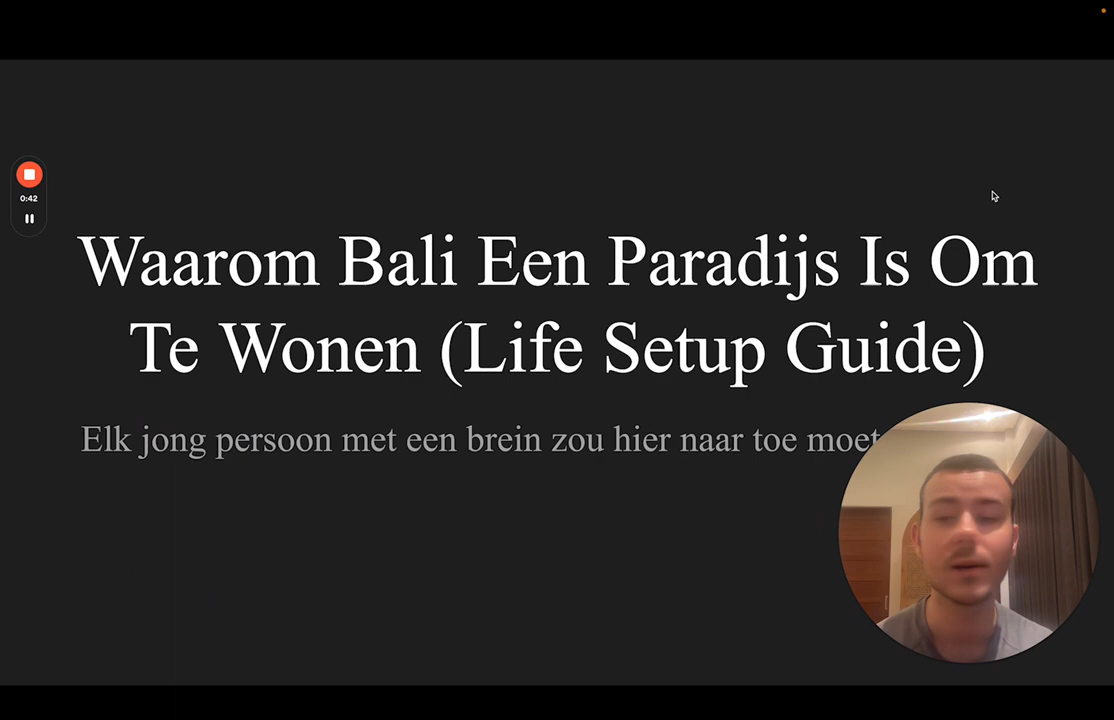 0:42
Waarom Bali Een Paradijs Is Om
Te Wonen (Life Setup Guide)
Elk jong persoon met een brein zou hier naar toe